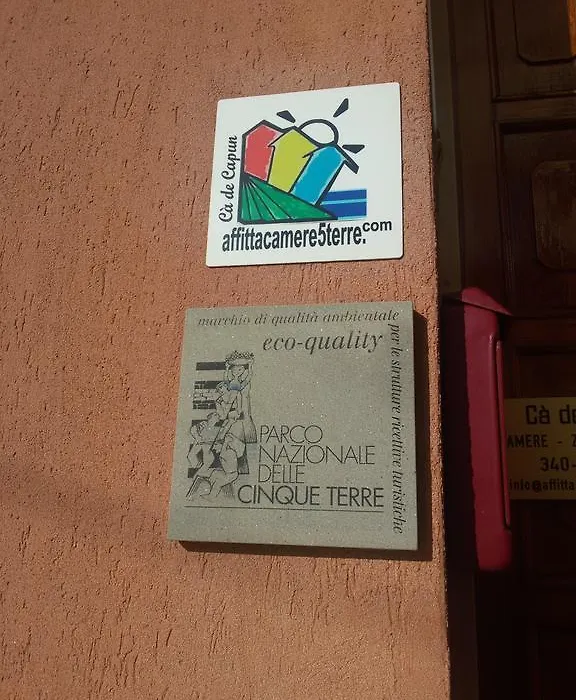 Cà de Capun
affittacamere5terre.com
marchio di qualità ambientale
eco-quality
per le strutture ricettive turistiche
PARCO
NAZIONALE
DELLE
CINQUE TERRE
Cà de
AMERE -
340-
info@affitta